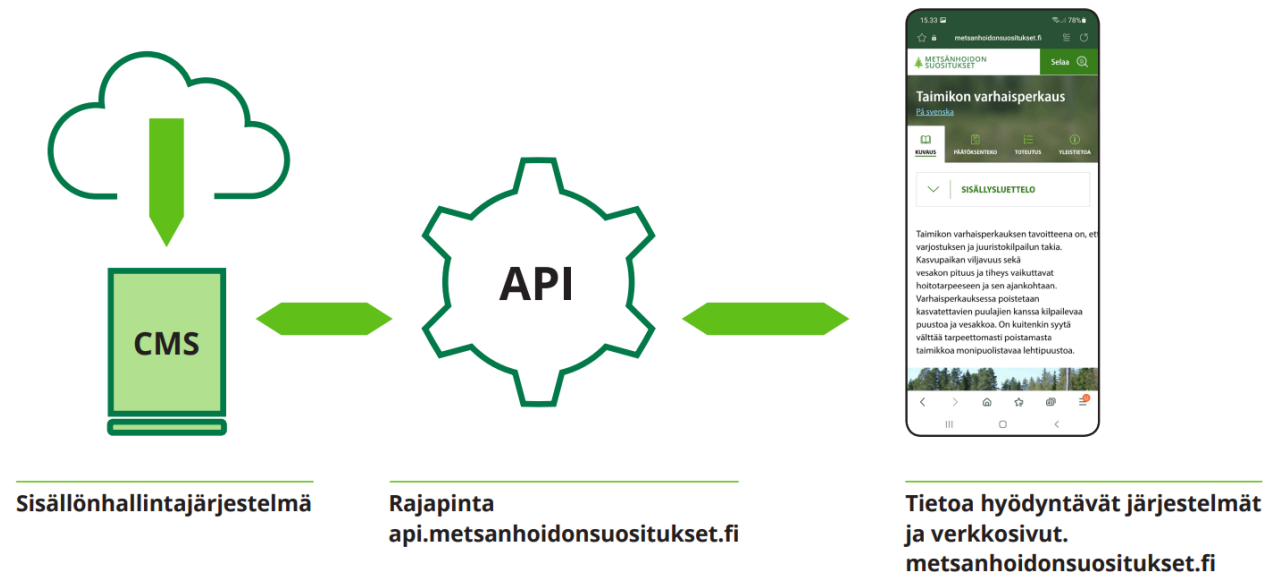 CMS
API
15.33
78%
metsanhoidonsuositukset.fi
METSÄNHOIDON
SUOSITUKSET
Selaa
Taimikon varhaisperkaus
På svenska
KUVAUS
PÄÄTÖKSENTEKO
TOTEUTUS
YLEISTIETOA
SISÄLLYSLUETTELO
Taimikon varhaisperkauksen tavoitteena on, ett
varjostuksen ja juuristokilpailun takia.
Kasvupaikan viljavuus sekä
vesakon pituus ja tiheys vaikuttavat
hoitotarpeeseen ja sen ajankohtaan.
Varhaisperkauksessa poistetaan
kasvatettavien puulajien kanssa kilpailevaa
puustoa ja vesakkoa. On kuitenkin syytä
välttää tarpeettomasti poistamasta
taimikkoa monipuolistavaa lehtipuustoa.
Sisällönhallintajärjestelmä
Rajapinta
api.metsanhoidonsuositukset.fi
Tietoa hyödyntävät järjestelmät
ja verkkosivut.
metsanhoidonsuositukset.fi